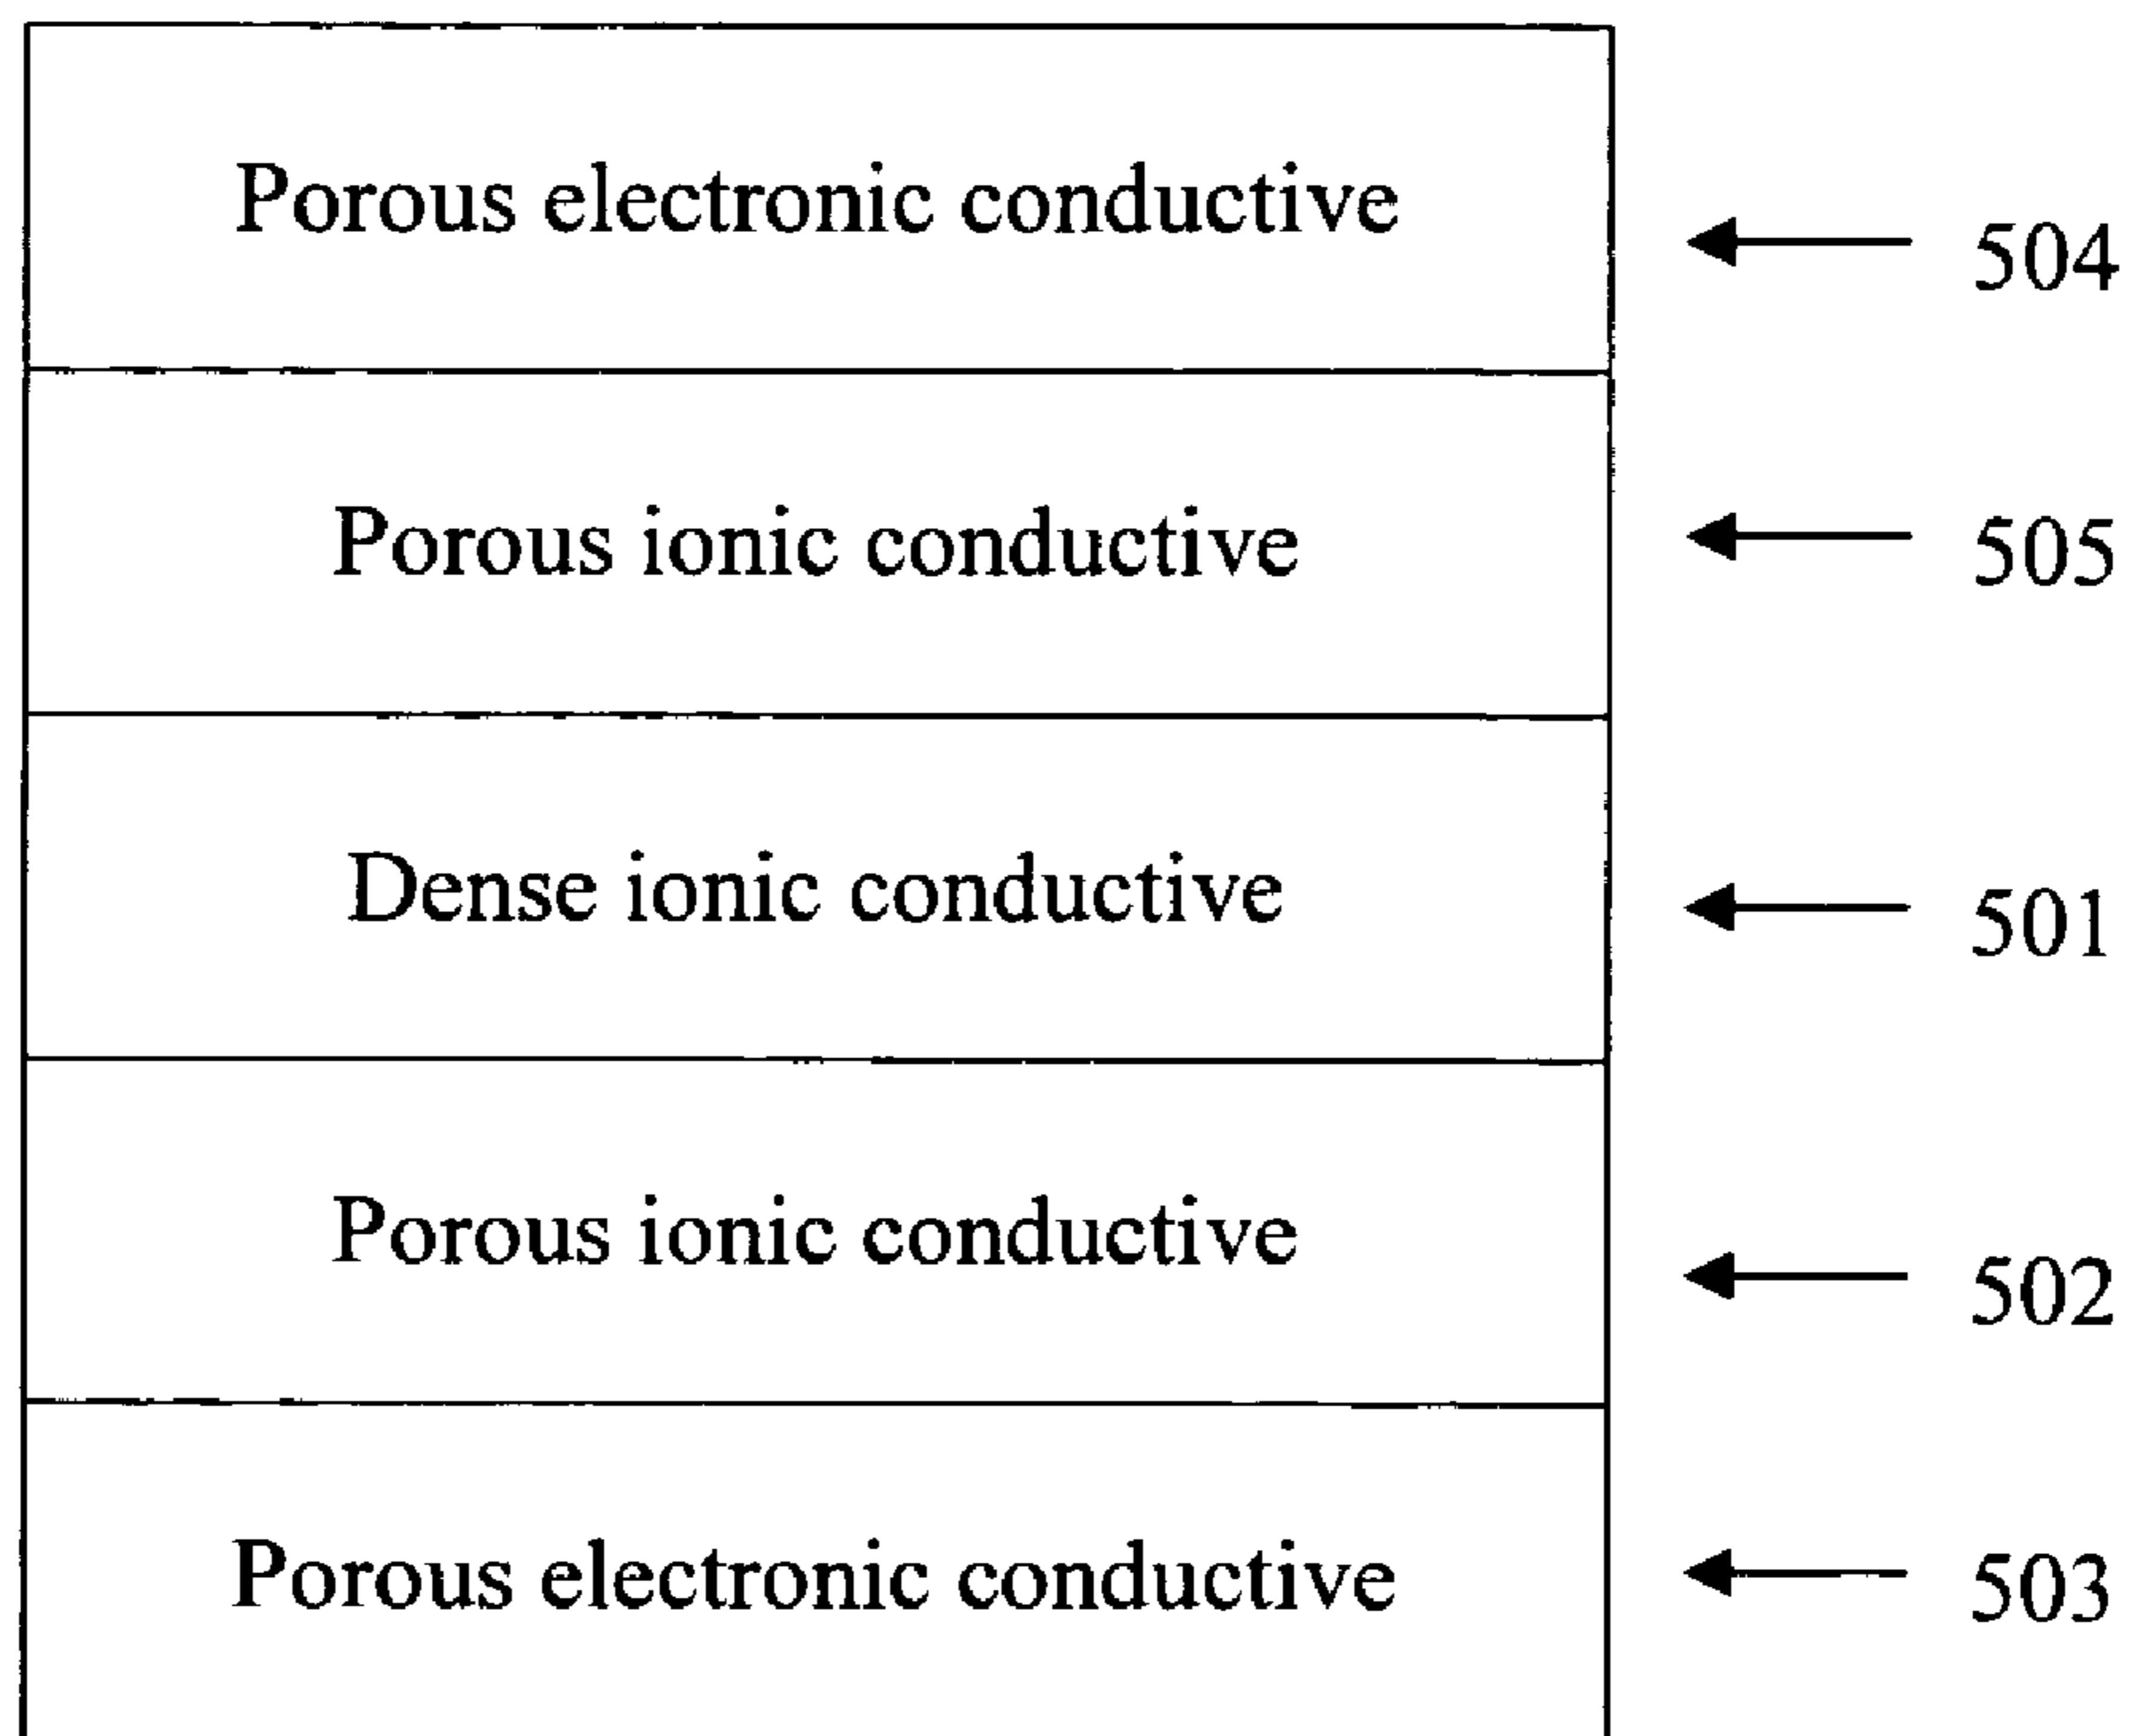 Porous electronic conductive
504
Porous ionic conductive
505
Dense ionic conductive
501
Porous ionic conductive
502
Porous electronic conductive
503